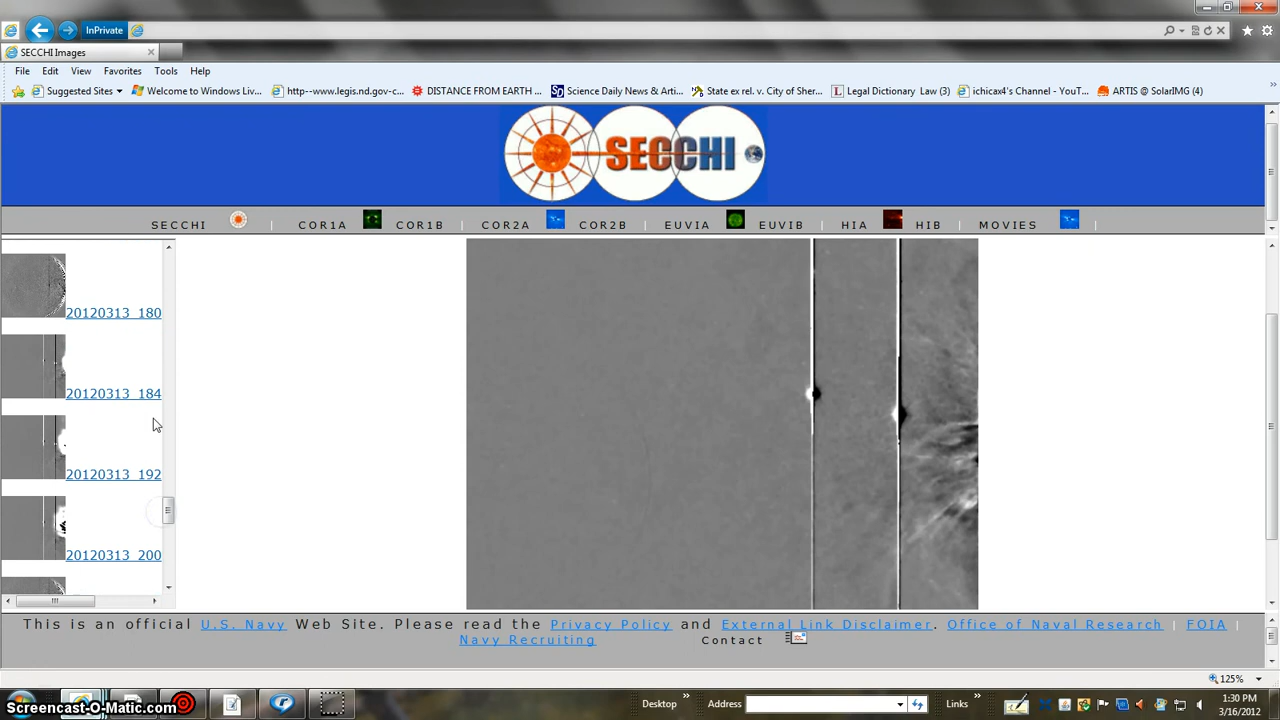 InPrivate
SECCHI Images
File Edit View Favorites Tools Help
Suggested Sites Welcome to Windows Liv... http--www.legis.nd.gov-c... DISTANCE FROM EARTH ... Science Daily News & Arti... State ex rel. v. City of Sher... Legal Dictionary Law (3) ichicax4's Channel - YouT... ARTIS @ SolarIMG (4)
SECCHI
SECCHI | COR1A COR1B | COR2A COR2B | EUVIA EUVIB | HIA HIB | MOVIES |
20120313_180
20120313_184
20120313_192
20120313_200
This is an official U.S. Navy Web Site. Please read the Privacy Policy and External Link Disclaimer. Office of Naval Research | FOIA |
Navy Recruiting Contact
125%
Screencast-O-Matic.com
Desktop » Address Links »
1:30 PM
3/16/2012